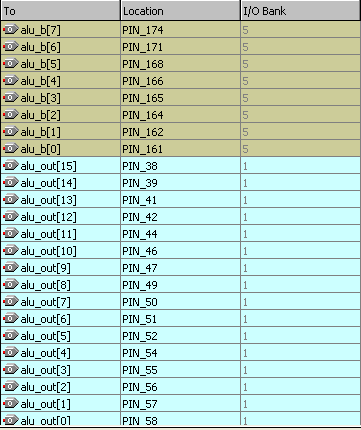 To Location I/O Bank
alu_b[7] PIN_174 5
alu_b[6] PIN_171 5
alu_b[5] PIN_168 5
alu_b[4] PIN_166 5
alu_b[3] PIN_165 5
alu_b[2] PIN_164 5
alu_b[1] PIN_162 5
alu_b[0] PIN_161 5
alu_out[15] PIN_38 1
alu_out[14] PIN_39 1
alu_out[13] PIN_41 1
alu_out[12] PIN_42 1
alu_out[11] PIN_44 1
alu_out[10] PIN_46 1
alu_out[9] PIN_47 1
alu_out[8] PIN_49 1
alu_out[7] PIN_50 1
alu_out[6] PIN_51 1
alu_out[5] PIN_52 1
alu_out[4] PIN_54 1
alu_out[3] PIN_55 1
alu_out[2] PIN_56 1
alu_out[1] PIN_57 1
alu_out[0] PIN_58 1